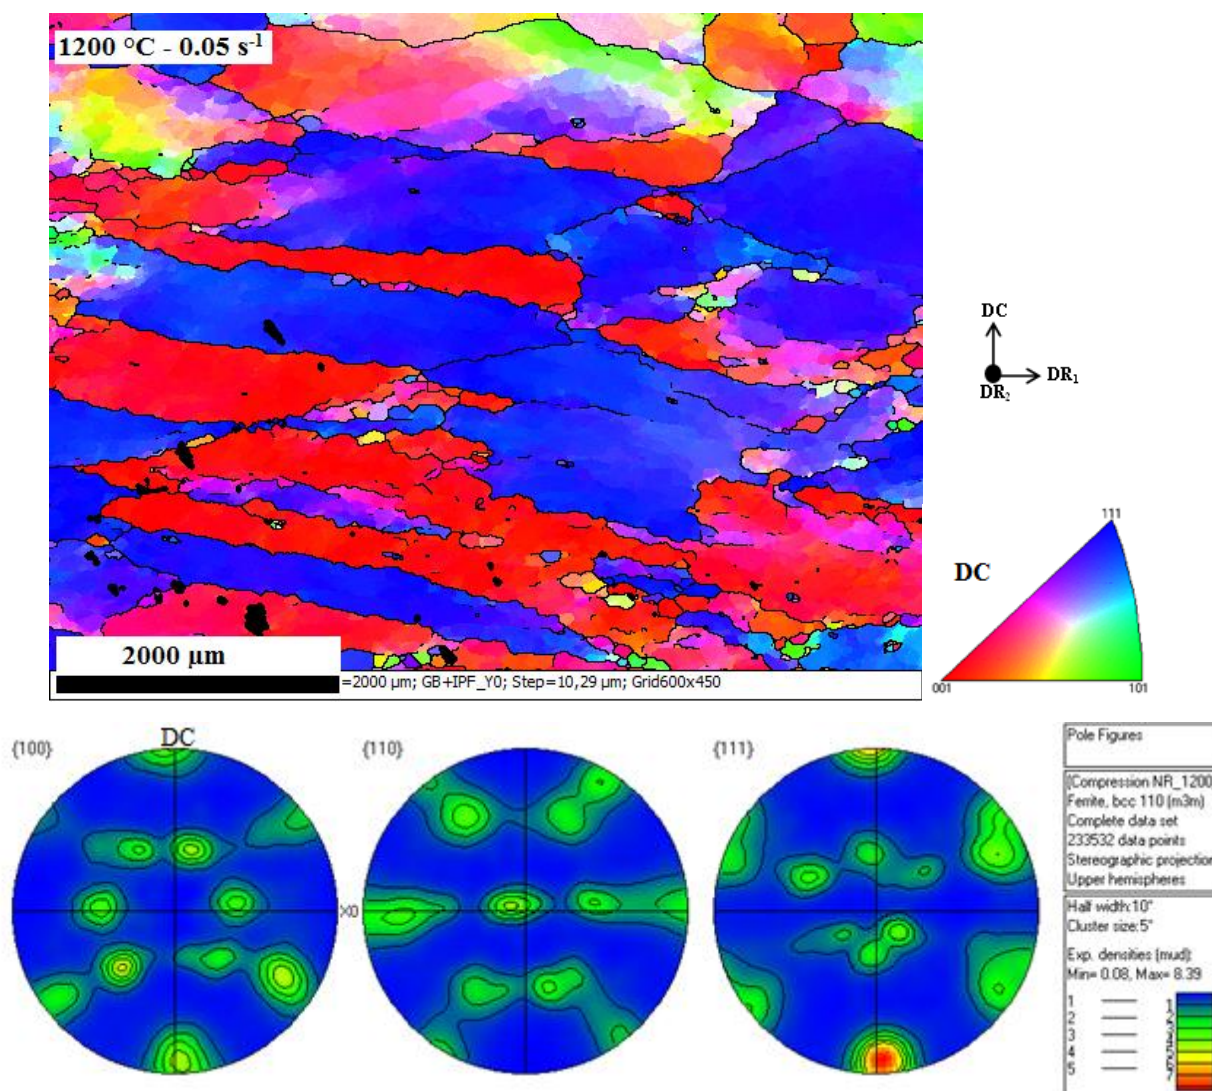 1200 °C - 0.05 s-1
DC
DR1
DR2
111
DC
001
101
2000 µm
=2000 µm; GB+IPF_Y0; Step=10,29 µm; Grid600x450
{100}
DC
X0
{110}
{111}
Pole Figures
[Compression NR_1200
Ferrite, bcc 110 (m3m)
Complete data set
233532 data points
Stereographic projection
Upper hemispheres
Half width:10°
Cluster size:5°
Exp. densities (mud):
Min= 0.08, Max= 8.39
1
2
3
4
5